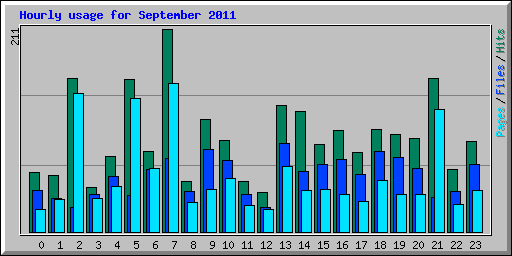 Hourly usage for September 2011
211
Pages/Files/Hits
0 1 2 3 4 5 6 7 8 9 10 11 12 13 14 15 16 17 18 19 20 21 22 23